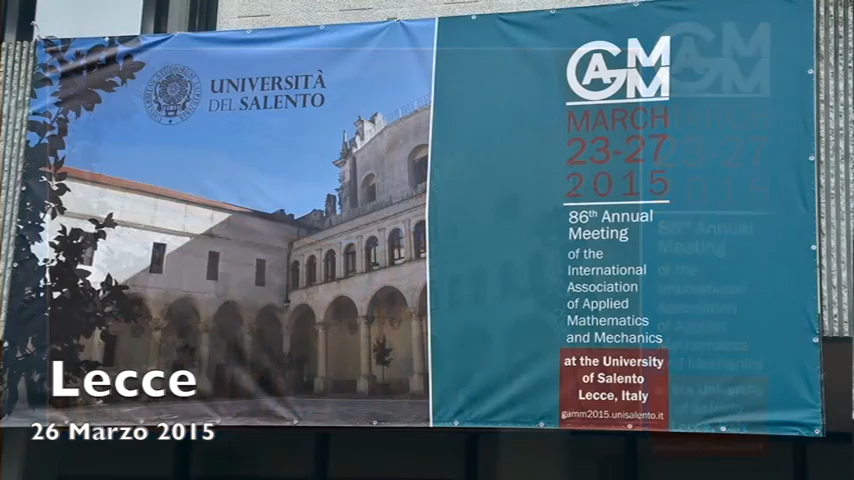 UNIVERSITÀ
DEL SALENTO
GAMM
MARCH
23-27
2015
86th Annual
Meeting
of the
International
Association
of Applied
Mathematics
and Mechanics
at the University
of Salento
Lecce, Italy
gamm2015.unisalento.it
Lecce
26 Marzo 2015